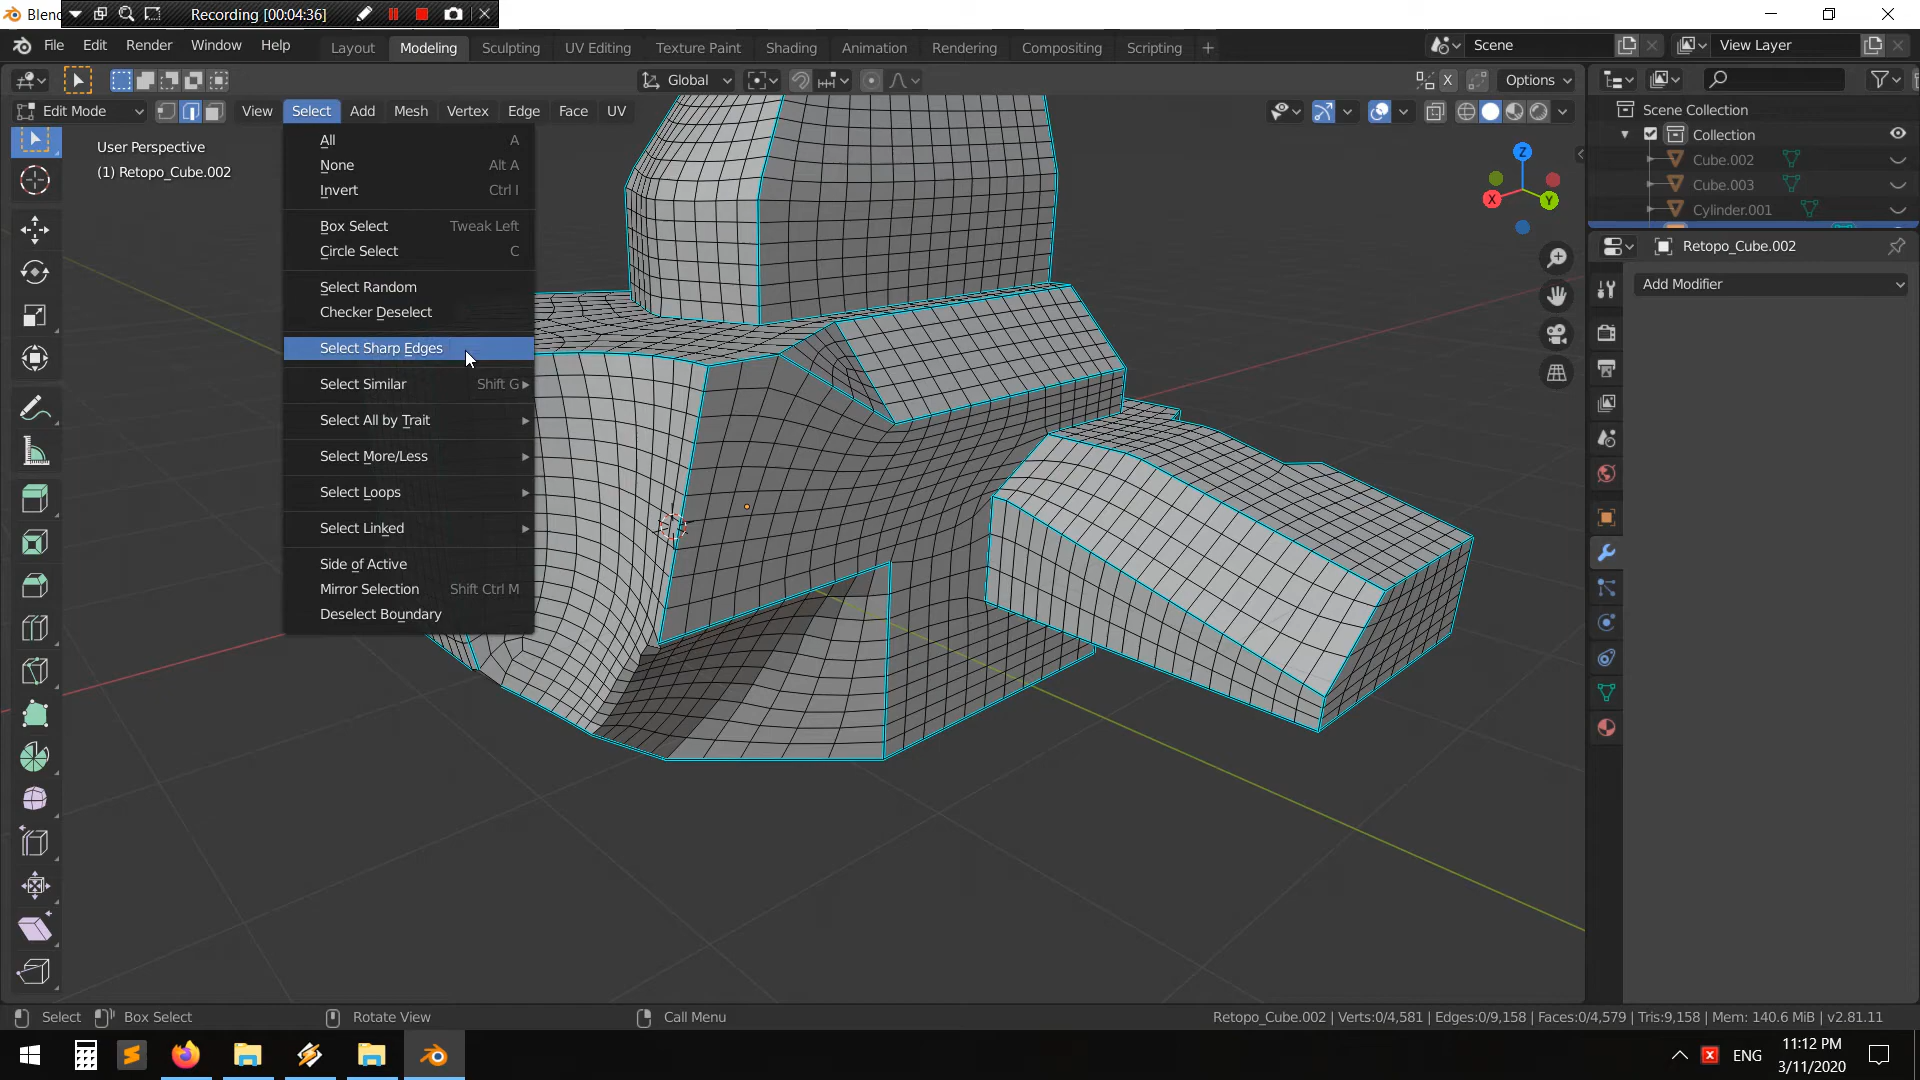 Blen
Recording [00:04:36]
File Edit Render Window Help
Layout Modeling Sculpting UV Editing Texture Paint Shading Animation Rendering Compositing Scripting +
Scene
View Layer
Global
X
Options
Edit Mode
View Select Add Mesh Vertex Edge Face UV
User Perspective
(1) Retopo_Cube.002
All A
None Alt A
Invert Ctrl I
Box Select Tweak Left
Circle Select C
Select Random
Checker Deselect
Select Sharp Edges
Select Similar Shift G
Select All by Trait
Select More/Less
Select Loops
Select Linked
Side of Active
Mirror Selection Shift Ctrl M
Deselect Boundary
Z
X
Y
Scene Collection
Collection
Cube.002
Cube.003
Cylinder.001
Retopo_Cube.002
Add Modifier
Select Box Select Rotate View Call Menu
Retopo_Cube.002 | Verts:0/4,581 | Edges:0/9,158 | Faces:0/4,579 | Tris:9,158 | Mem: 140.6 MiB | v2.81.11
ENG
11:12 PM
3/11/2020